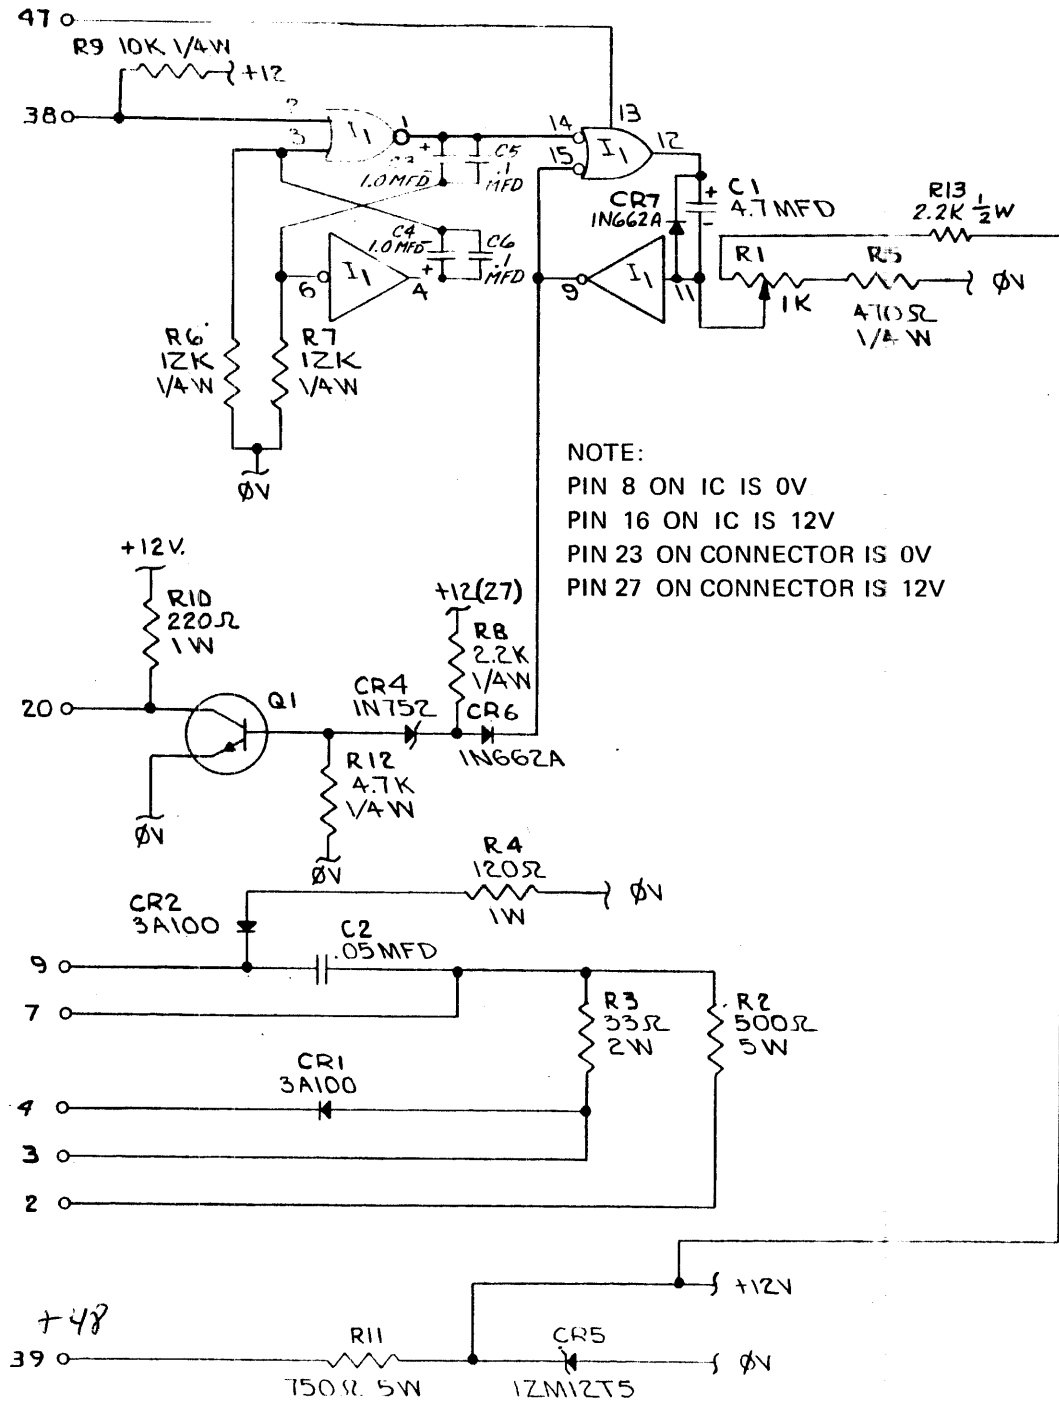 47
R9 10K 1/4W
+12
38
2
3
I1
1
14
15
13
I1
12
+
C3
1.0MFD
C5
.1
MFD
CR7
1N662A
+
C1
4.7MFD
-
R13
2.2K 1/2W
C4
1.0MFD
+
C6
.1
MFD
6
I1
4
9
I1
11
R1
1K
R5
470Ω
1/4 W
ØV
R6
12K
1/4W
R7
12K
1/4W
ØV
NOTE:
PIN 8 ON IC IS 0V
PIN 16 ON IC IS 12V
PIN 23 ON CONNECTOR IS 0V
PIN 27 ON CONNECTOR IS 12V
+12V.
R10
220Ω
1W
+12(27)
R8
2.2K
1/4W
20
Q1
CR4
1N752
CR6
1N662A
R12
4.7K
1/4W
ØV
ØV
R4
120Ω
1W
ØV
CR2
3A100
C2
.05MFD
9
7
R3
33Ω
2W
R2
500Ω
5W
CR1
3A100
4
3
2
+12V
+48
39
R11
750Ω 5W
CR5
1ZM12T5
ØV